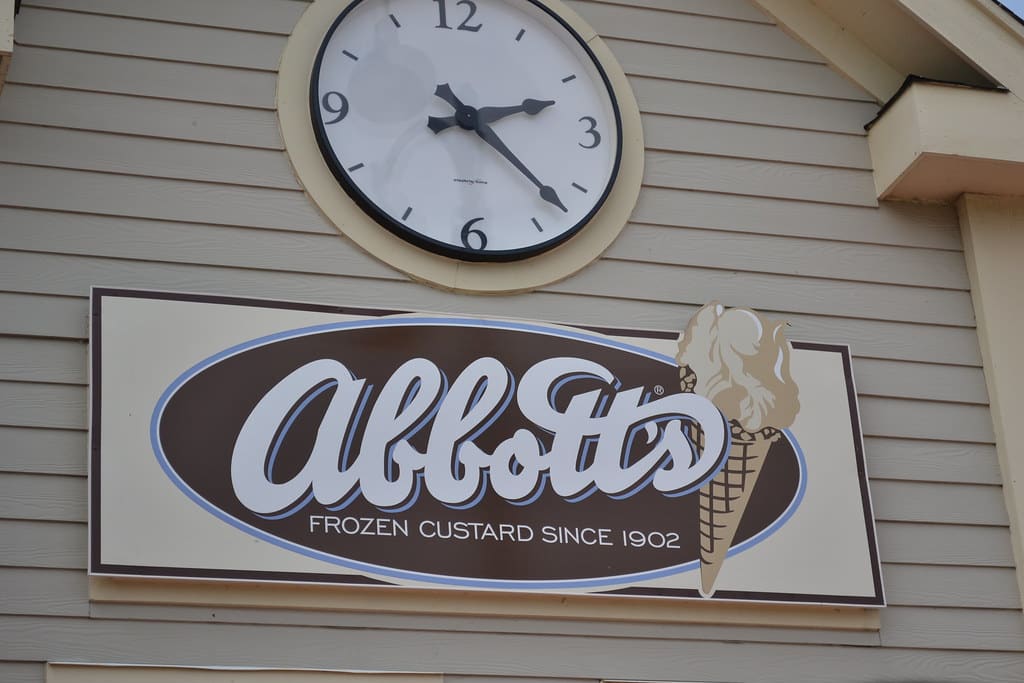 12
9
3
6
Abbott's®
FROZEN CUSTARD SINCE 1902